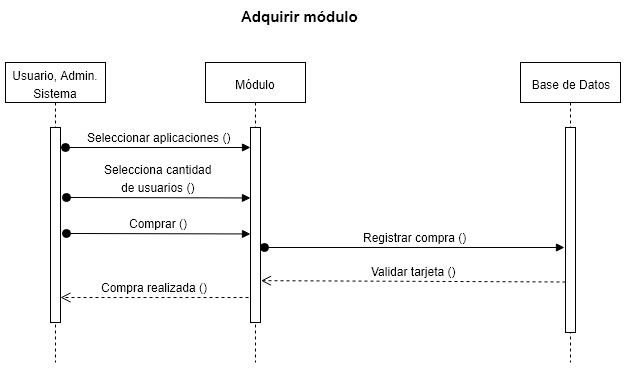 Adquirir módulo
Usuario, Admin.
Sistema
Módulo
Base de Datos
Seleccionar aplicaciones ()
Selecciona cantidad
de usuarios ()
Comprar ()
Registrar compra ()
Validar tarjeta ()
Compra realizada ()